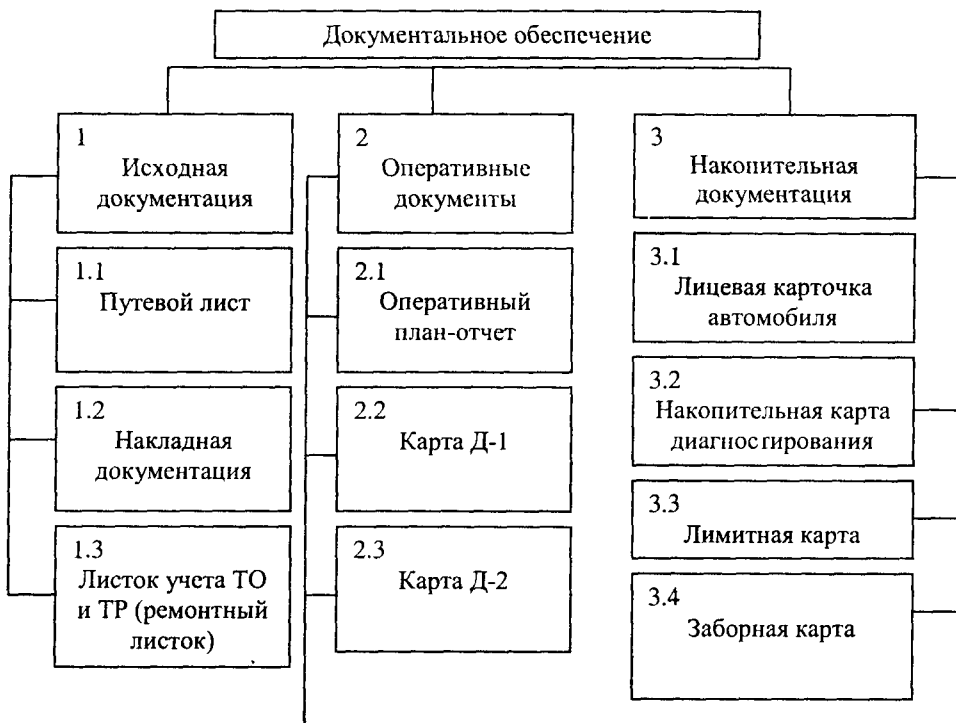 Документальное обеспечение
1
Исходная
документация
1.1
Путевой лист
1.2
Накладная
документация
1.3
Листок учета ТО
и ТР (ремонтный
листок)
2
Оперативные
документы
2.1
Оперативный
план-отчет
2.2
Карта Д-1
2.3
Карта Д-2
3
Накопительная
документация
3.1
Лицевая карточка
автомобиля
3.2
Накопительная карта
диагностирования
3.3
Лимитная карта
3.4
Заборная карта